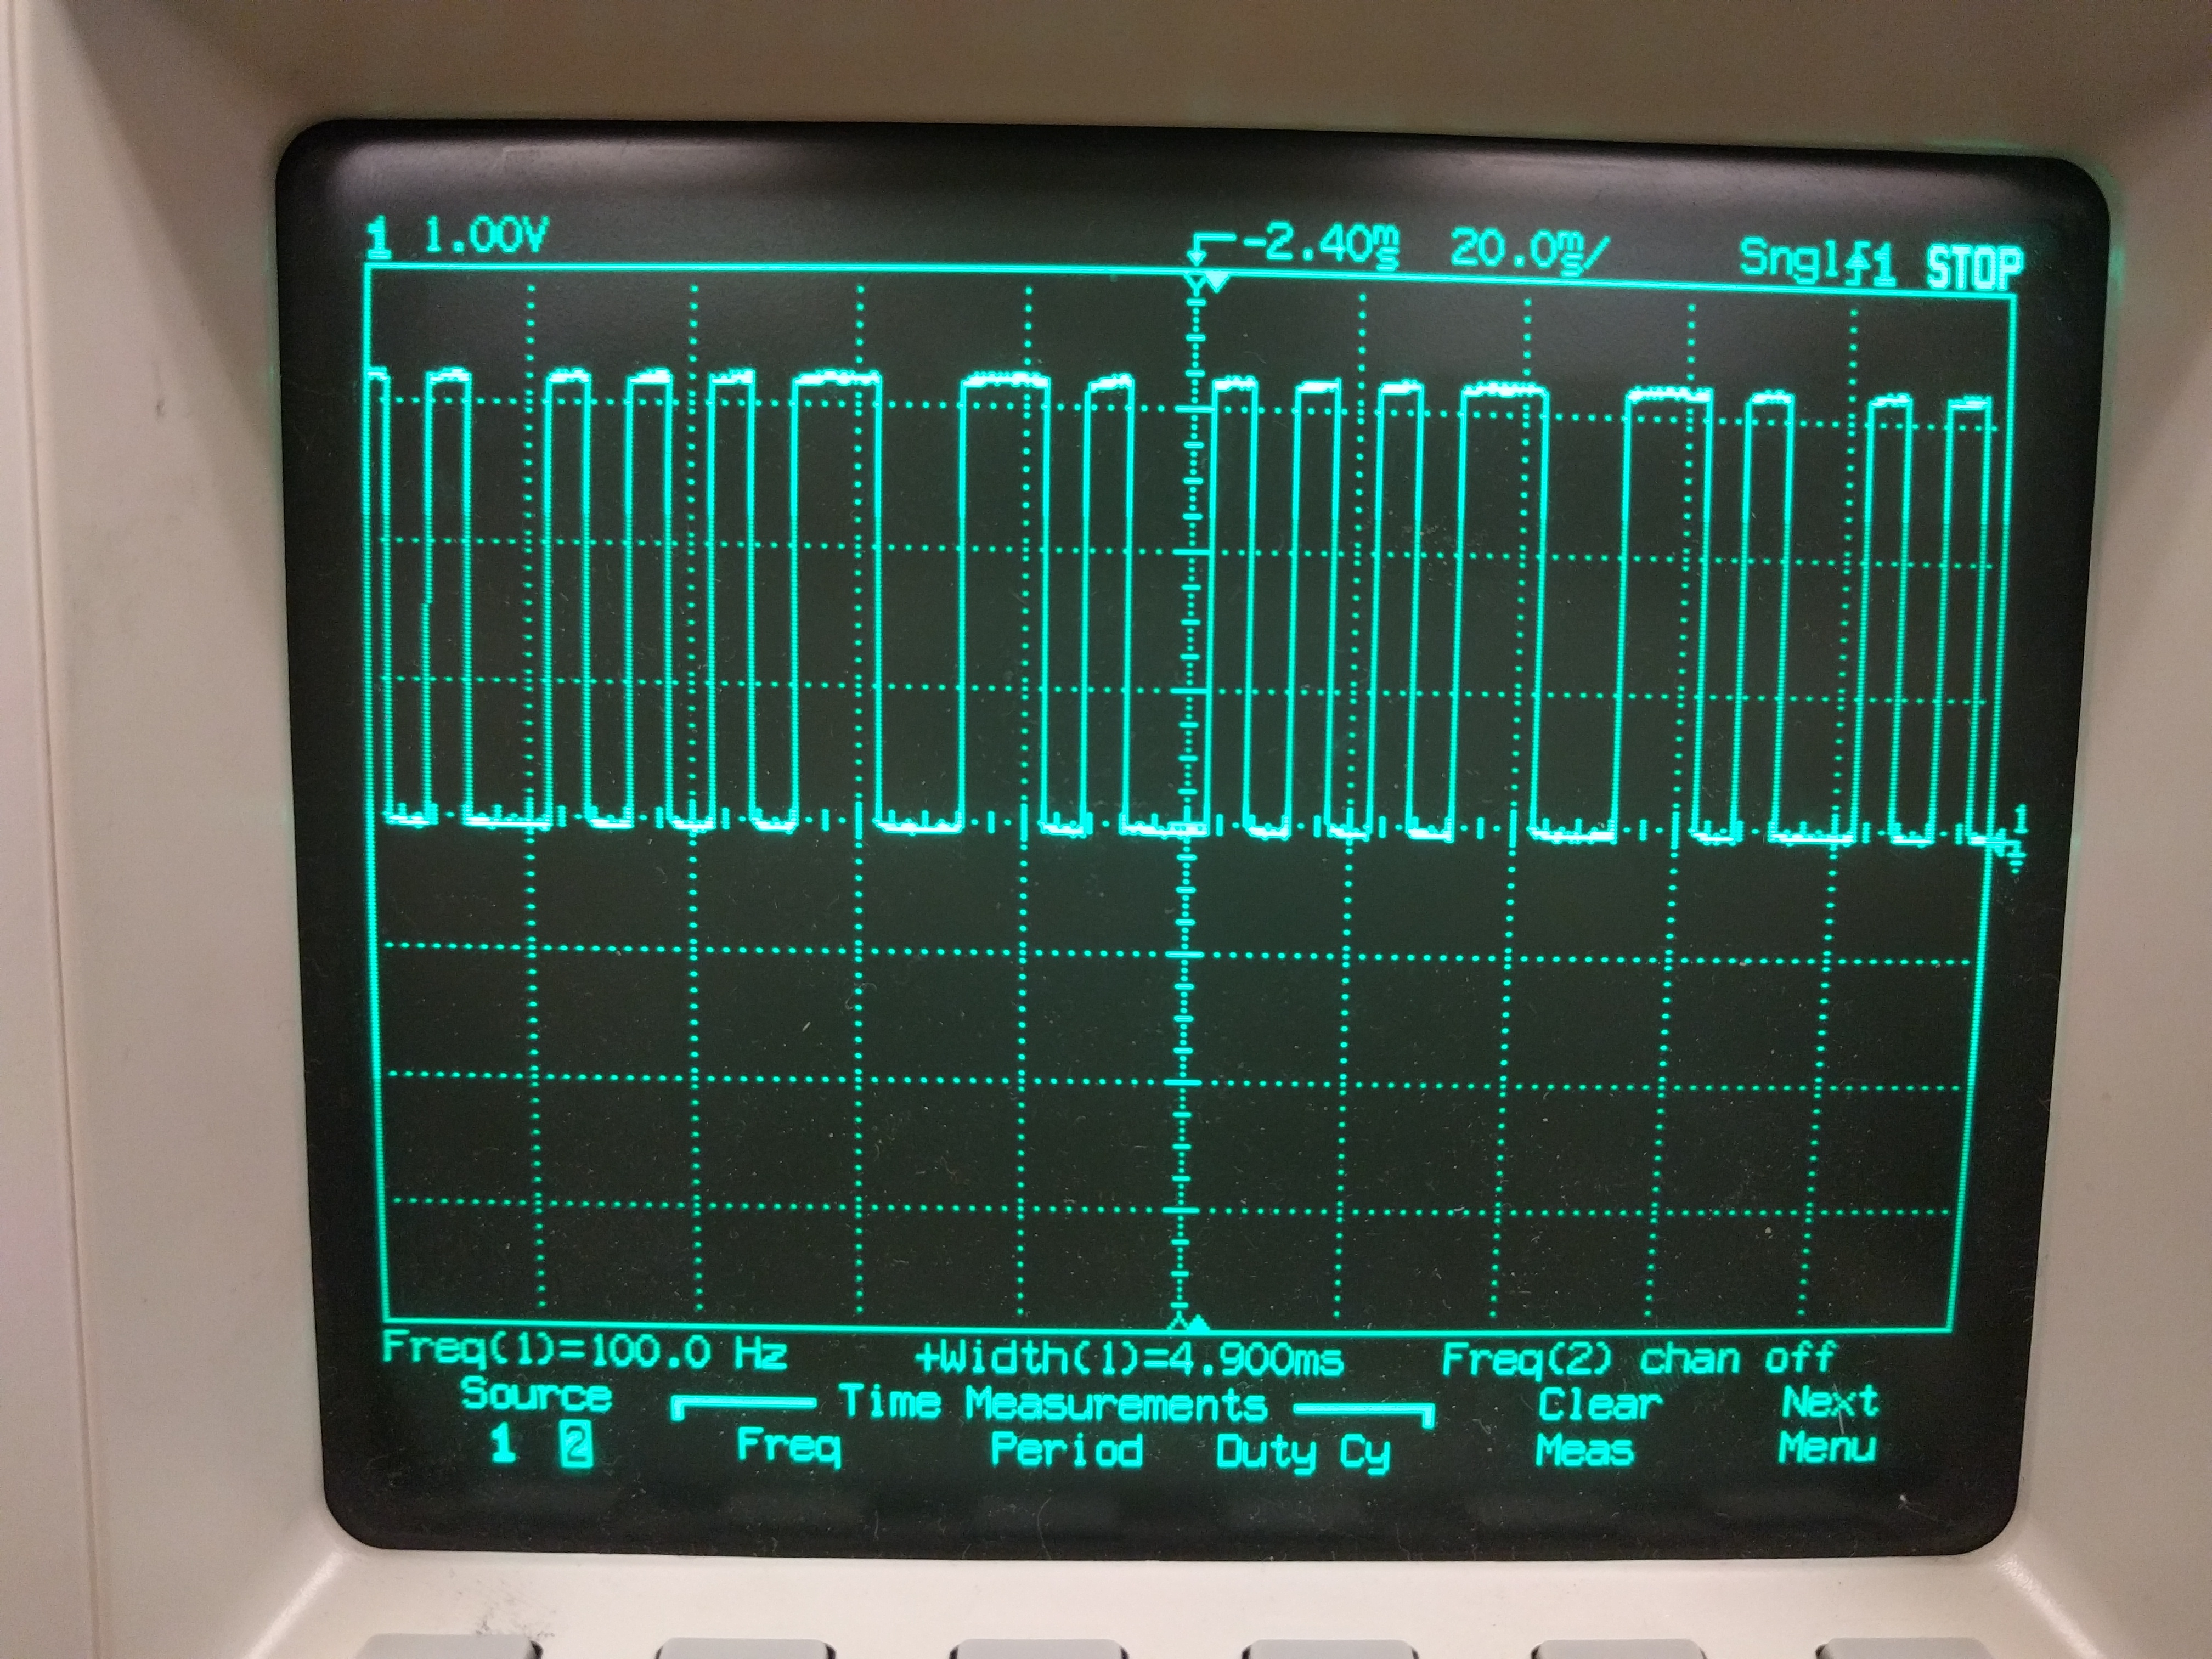 1 1.00V -2.40ms 20.0ms/ Sngl⨍1 STOP
1
Freq(1)=100.0 Hz +Width(1)=4.900ms Freq(2) chan off
Source Time Measurements Clear Next
1 2 Freq Period Duty Cy Meas Menu